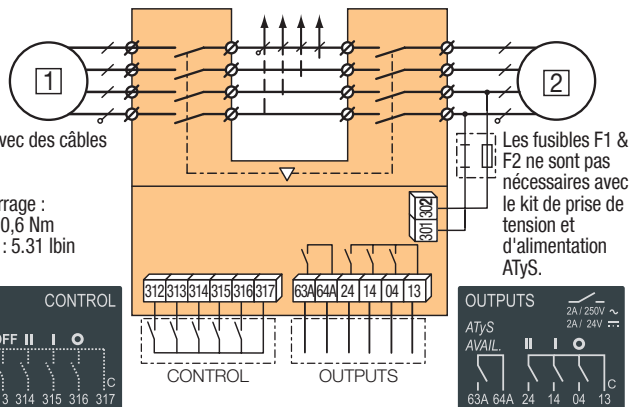 1
2
vec des câbles
Les fusibles F1 &
F2 ne sont pas
nécessaires avec
le kit de prise de
tension et
d'alimentation
ATyS.
rrage :
0,6 Nm
: 5.31 lbin
302
301
312 313 314 315 316 317
63A 64A 24 14 04 13
CONTROL
OUTPUTS
CONTROL
OFF II I O
3 314 315 316 317
C
OUTPUTS
2A / 250V ~
2A / 24V ⎓
ATyS
AVAIL.
II I O
C
63A 64A 24 14 04 13